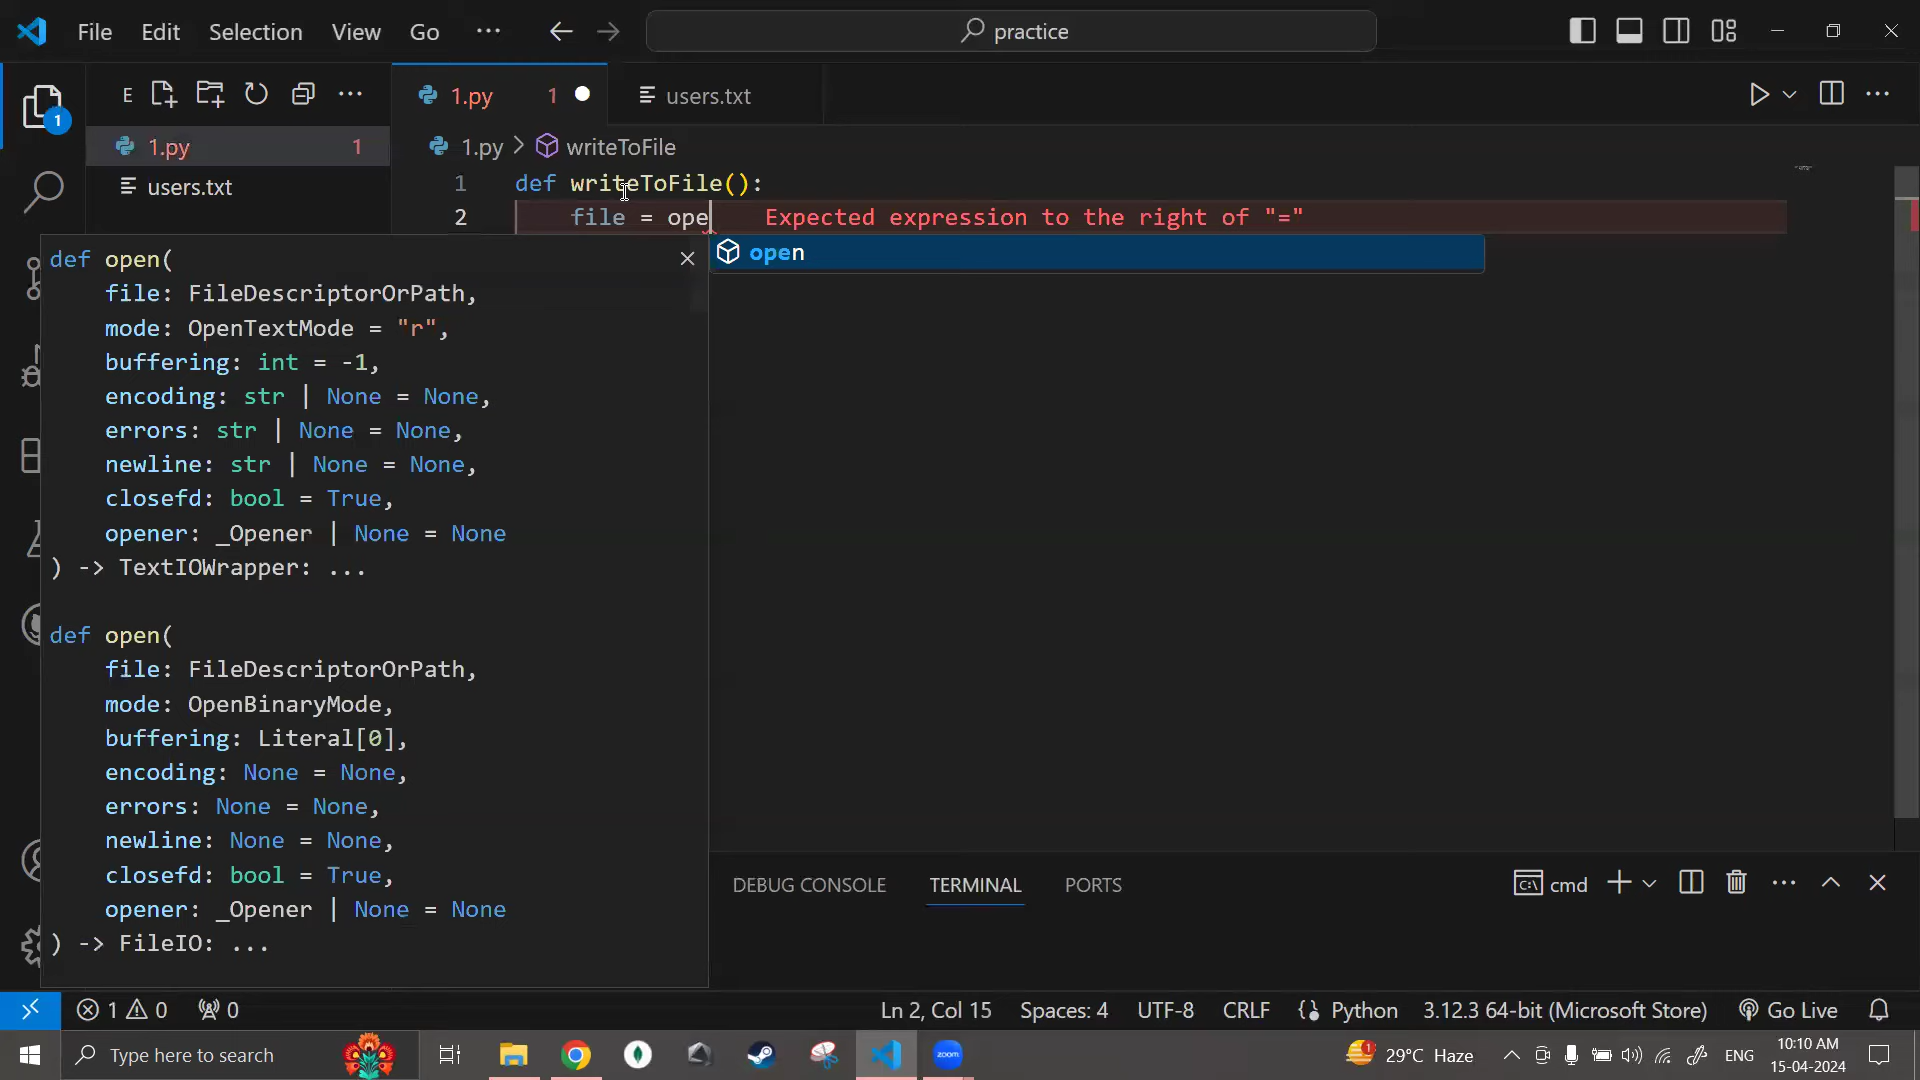 File Edit Selection View Go ... practice
E ...
1.py 1 users.txt ...
1.py 1
users.txt
1.py > writeToFile
1 def writeToFile():
2 file = ope Expected expression to the right of "="
open
def open(
file: FileDescriptorOrPath,
mode: OpenTextMode = "r",
buffering: int = -1,
encoding: str | None = None,
errors: str | None = None,
newline: str | None = None,
closefd: bool = True,
opener: _Opener | None = None
) -> TextIOWrapper: ...
def open(
file: FileDescriptorOrPath,
mode: OpenBinaryMode,
buffering: Literal[0],
encoding: None = None,
errors: None = None,
newline: None = None,
closefd: bool = True,
opener: _Opener | None = None
) -> FileIO: ...
1
DEBUG CONSOLE TERMINAL PORTS cmd ...
1 0 0 Ln 2, Col 15 Spaces: 4 UTF-8 CRLF Python 3.12.3 64-bit (Microsoft Store) Go Live
Type here to search zoom 1 29°C Haze ENG 10:10 AM
15-04-2024